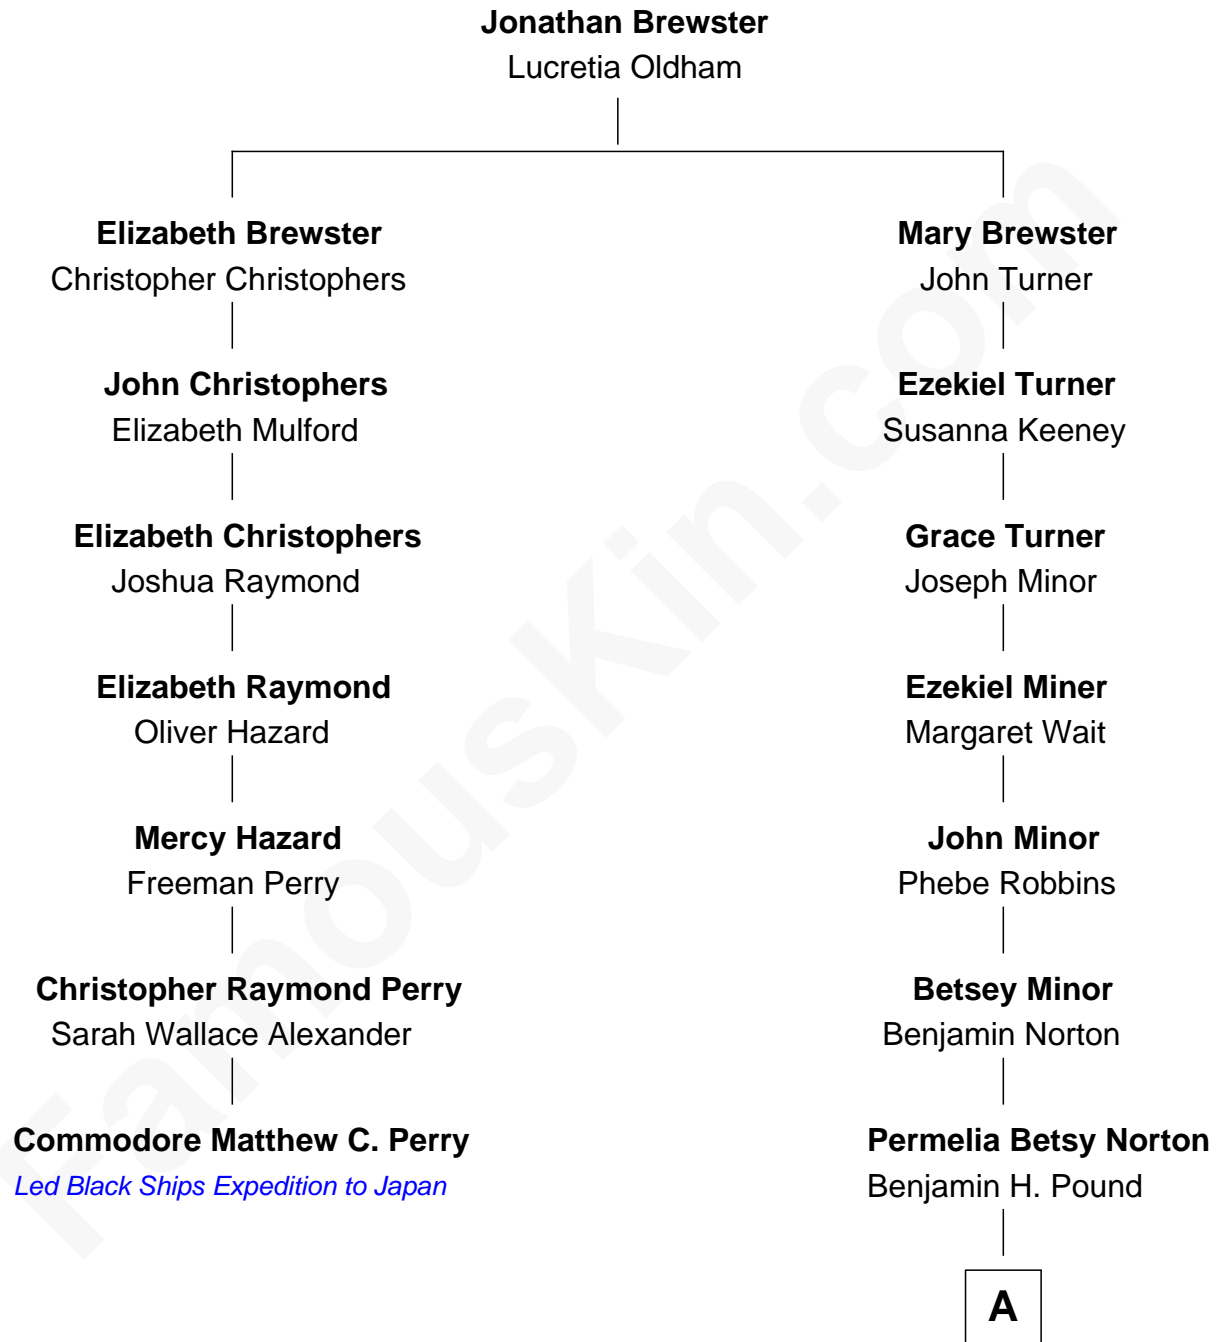 Jonathan Brewster
Lucretia Oldham
Elizabeth Brewster
Christopher Christophers
Mary Brewster
John Turner
John Christophers
Elizabeth Mulford
Ezekiel Turner
Susanna Keeney
Elizabeth Christophers
Joshua Raymond
Grace Turner
Joseph Minor
Elizabeth Raymond
Oliver Hazard
Ezekiel Miner
Margaret Wait
Mercy Hazard
Freeman Perry
John Minor
Phebe Robbins
Christopher Raymond Perry
Sarah Wallace Alexander
Betsey Minor
Benjamin Norton
Commodore Matthew C. Perry
Led Black Ships Expedition to Japan
Permelia Betsy Norton
Benjamin H. Pound
A
FamousKin.com